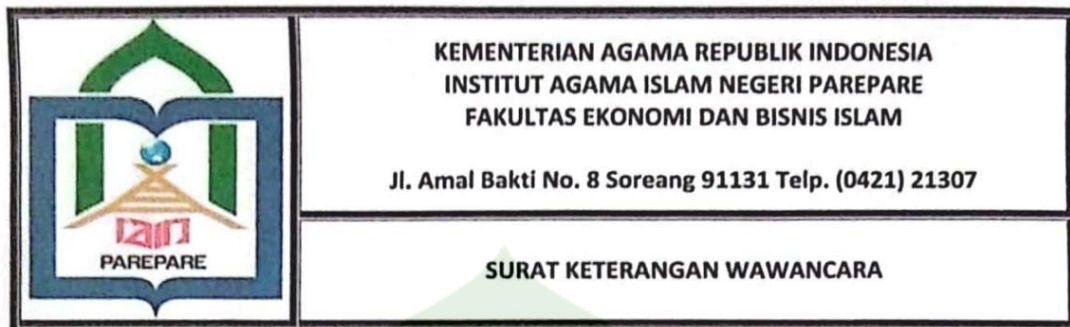 KEMENTERIAN AGAMA REPUBLIK INDONESIA
INSTITUT AGAMA ISLAM NEGERI PAREPARE
FAKULTAS EKONOMI DAN BISNIS ISLAM
Jl. Amal Bakti No. 8 Soreang 91131 Telp. (0421) 21307
iain
PAREPARE
SURAT KETERANGAN WAWANCARA